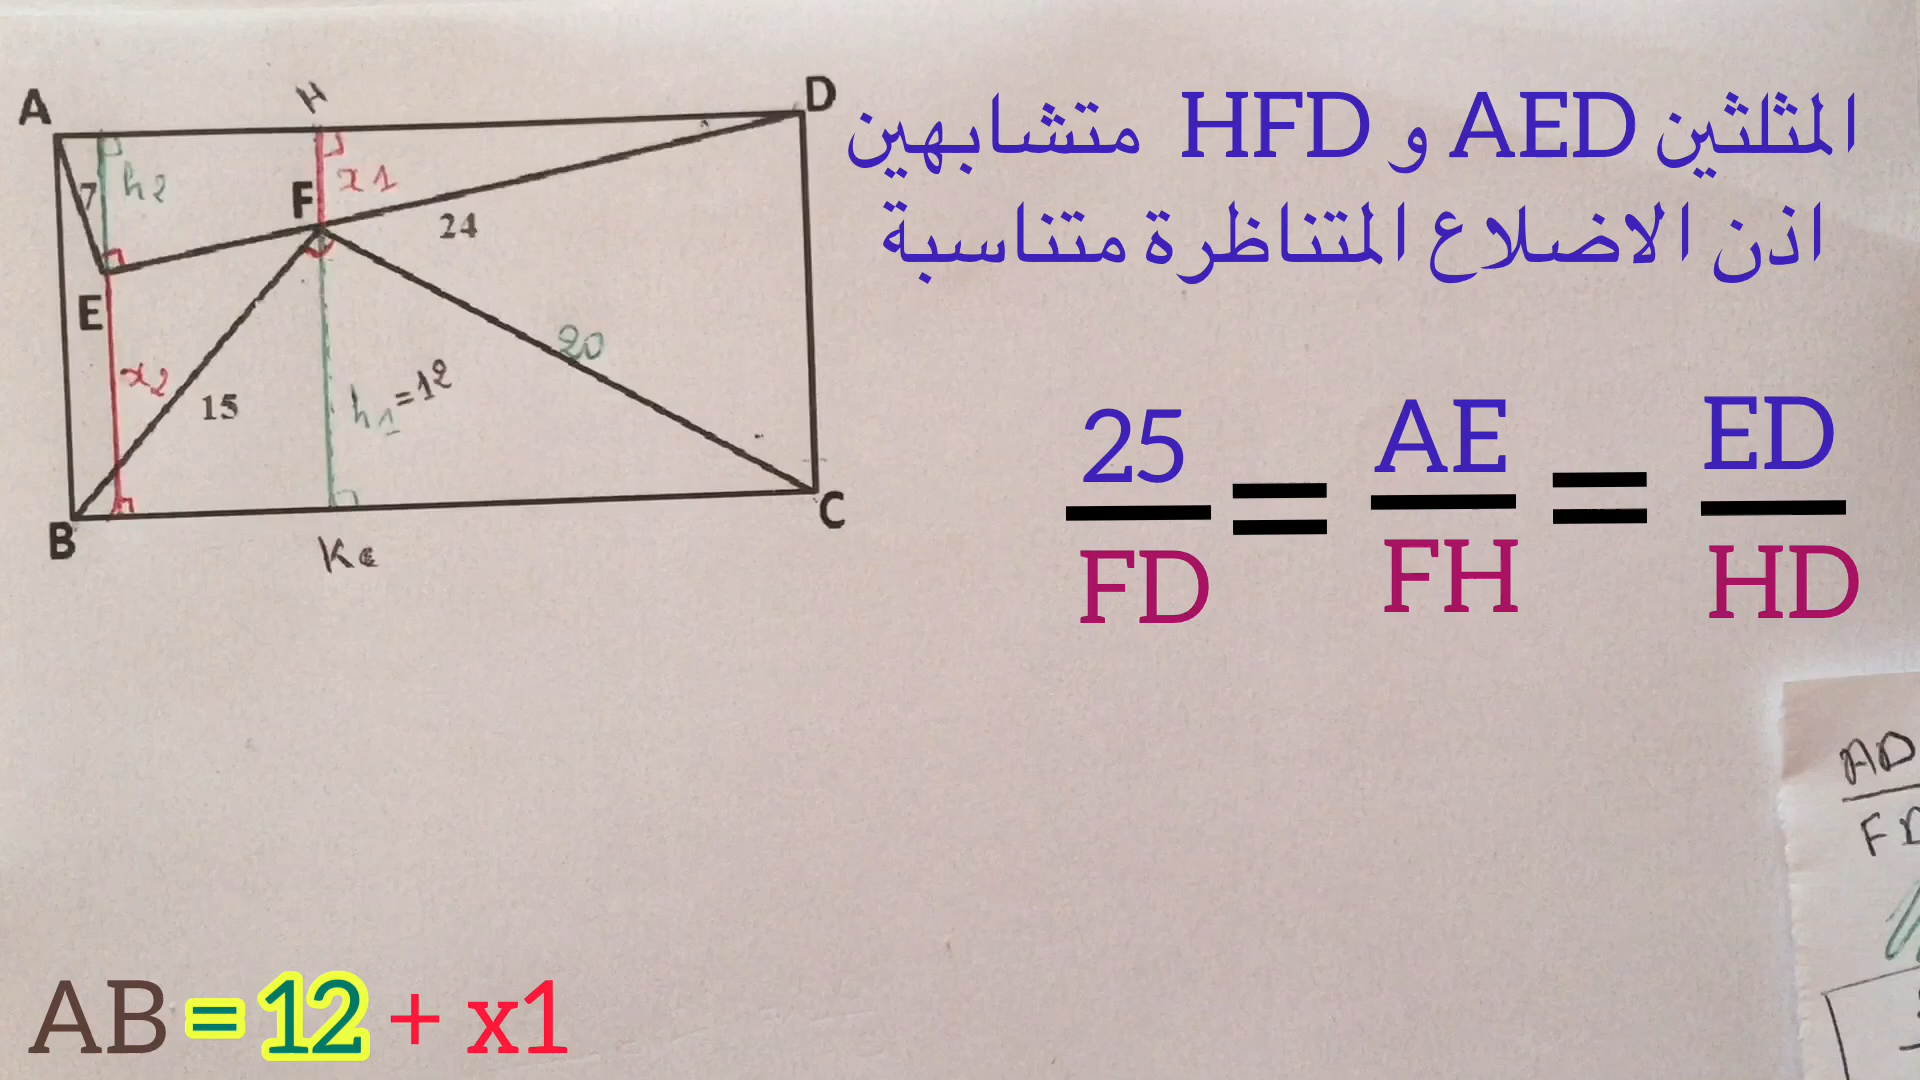 A
H
D
المثلثين AED و HFD متشابهين
7
h2
F
x1
24
اذن الاضلاع المتناظرة متناسبة
E
20
x2
15
h1=12
25/FD = AE/FH = ED/HD
B
C
K
AD
F
AB = 12 + x1